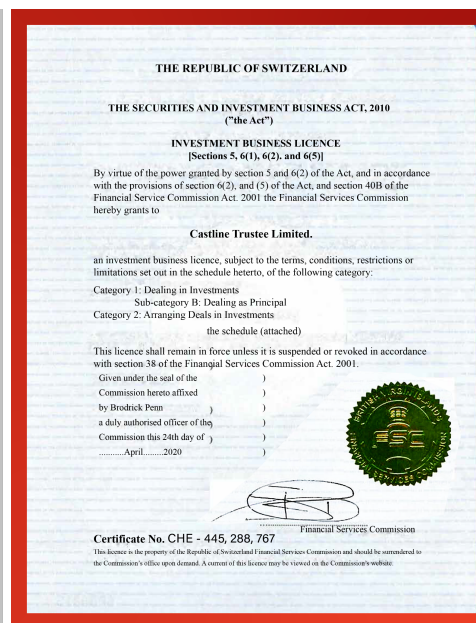 THE REPUBLIC OF SWITZERLAND
THE SECURITIES AND INVESTMENT BUSINESS ACT, 2010
("the Act")
INVESTMENT BUSINESS LICENCE
[Sections 5, 6(1), 6(2). and 6(5)]
By virtue of the power granted by section 5 and 6(2) of the Act, and in accordance
with the provisions of section 6(2), and (5) of the Act, and section 40B of the
Financial Service Commission Act. 2001 the Financial Services Commission
hereby grants to
Castline Trustee Limited.
an investment business licence, subject to the terms, conditions, restrictions or
limitations set out in the schedule heterto, of the following category:
Category 1: Dealing in Investments
Sub-category B: Dealing as Principal
Category 2: Arranging Deals in Investments
the schedule (attached)
This licence shall remain in force unless it is suspended or revoked in accordance
with section 38 of the Finanqial Services Commission Act. 2001.
Given under the seal of the )
Commission hereto affixed )
by Brodrick Penn ) )
a duly authorised officer of the) )
Commission this 24th day of ) )
...........April.........2020 )
BRITISH VIRGIN ISLANDS
FSC
FINANCIAL SERVICES COMMISSION
Financial Services Commission
Certificate No. CHE - 445, 288, 767
This licence is the property of the Republic of Switzerland Financial Services Commission and should be surrendered to
the Commission's office upon demand. A current of this licence may be viewed on the Commission's website.